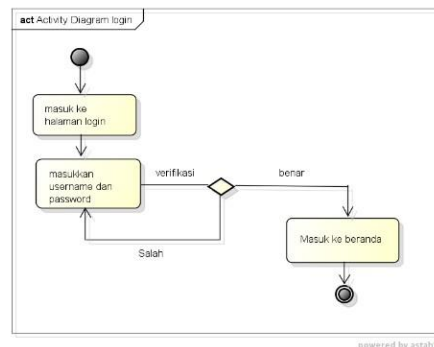 act Activity Diagram login
masuk ke
halaman login
masukkan
username dan
password
verifikasi
benar
Salah
Masuk ke beranda
powered by astah